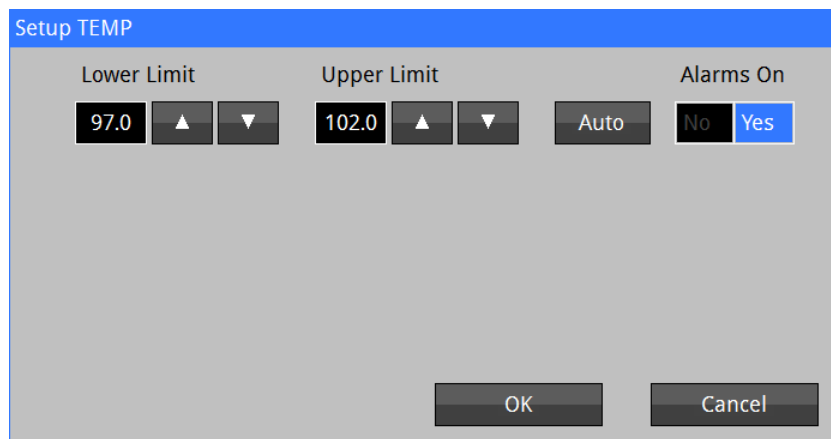 Setup TEMP
Lower Limit Upper Limit Alarms On
97.0 102.0 Auto No Yes
OK Cancel